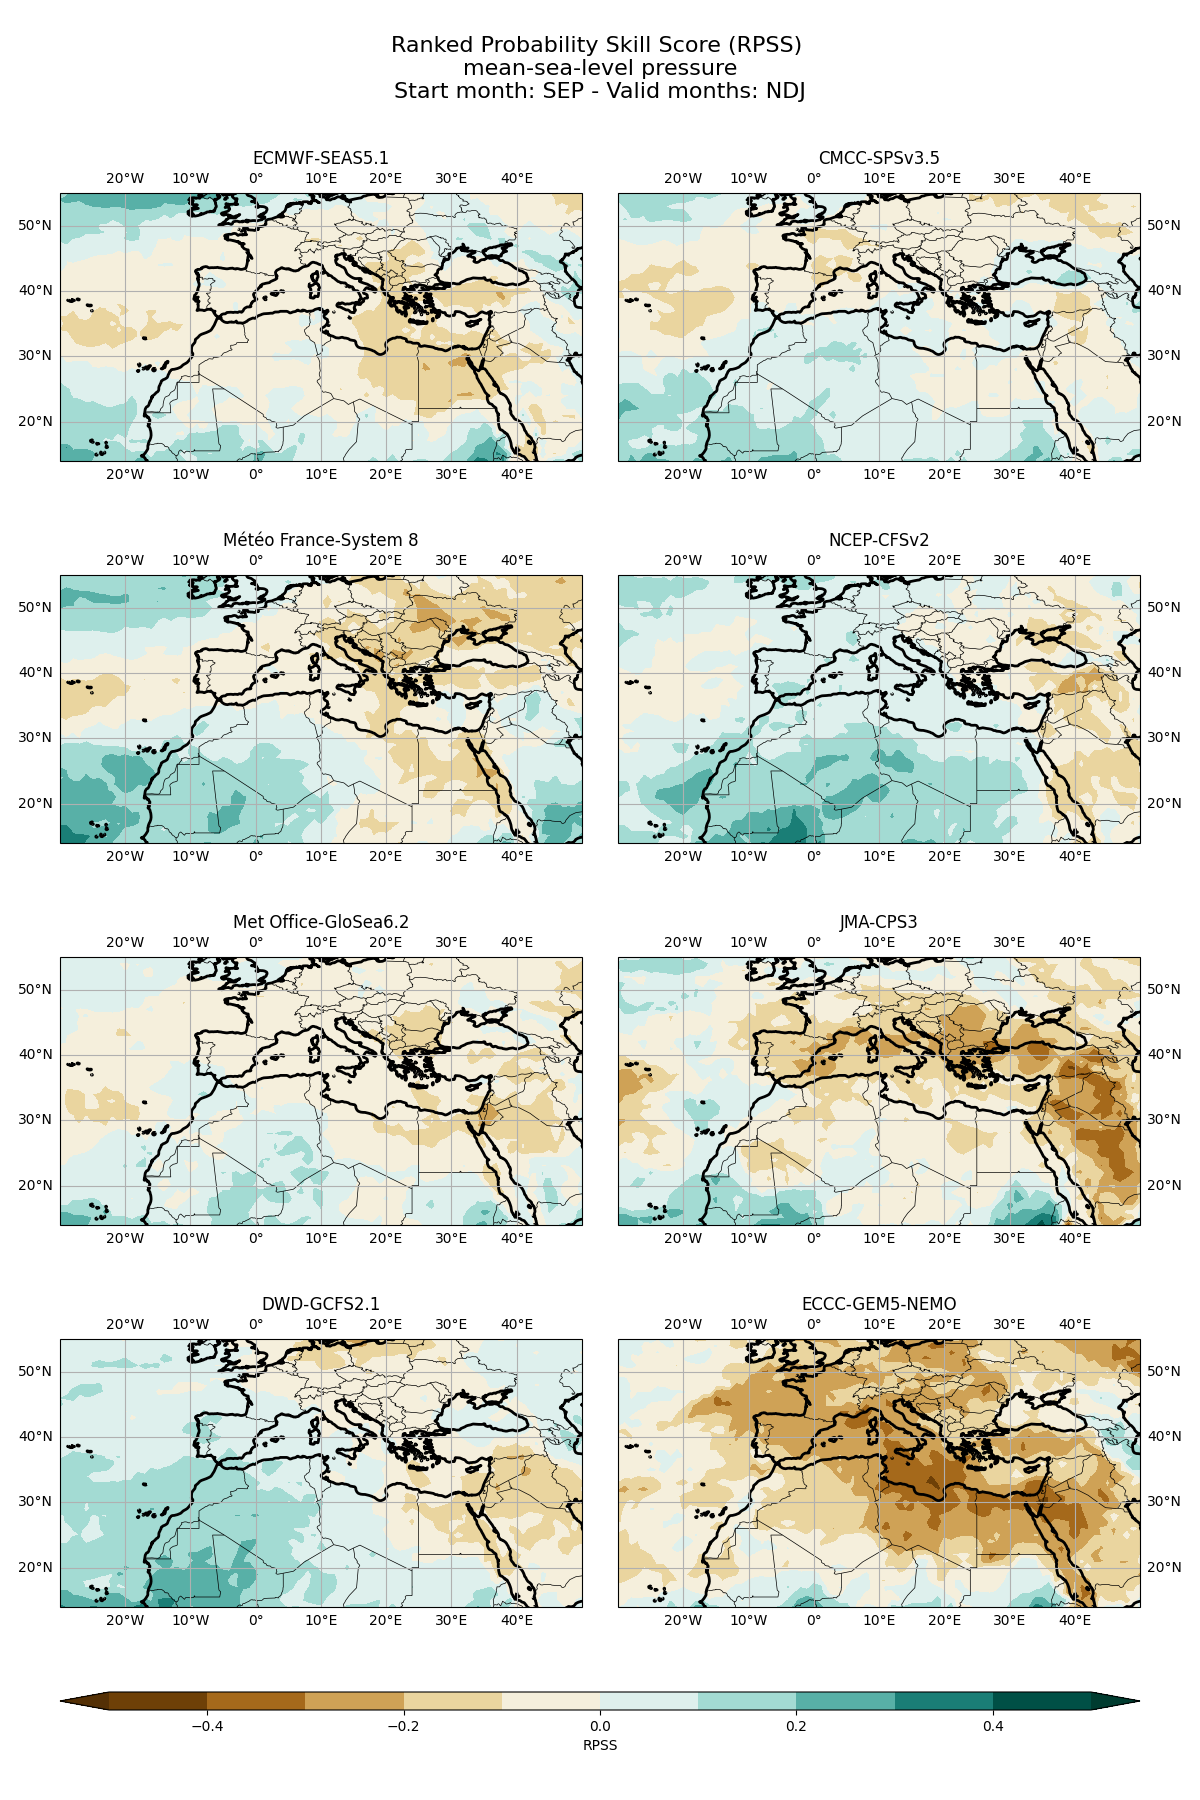 Ranked Probability Skill Score (RPSS)
mean-sea-level pressure
Start month: SEP - Valid months: NDJ
ECMWF-SEAS5.1
20°W 10°W 0° 10°E 20°E 30°E 40°E
50°N
40°N
30°N
20°N
20°W 10°W 0° 10°E 20°E 30°E 40°E
CMCC-SPSv3.5
20°W 10°W 0° 10°E 20°E 30°E 40°E
50°N
40°N
30°N
20°N
20°W 10°W 0° 10°E 20°E 30°E 40°E
Météo France-System 8
20°W 10°W 0° 10°E 20°E 30°E 40°E
50°N
40°N
30°N
20°N
20°W 10°W 0° 10°E 20°E 30°E 40°E
NCEP-CFSv2
20°W 10°W 0° 10°E 20°E 30°E 40°E
50°N
40°N
30°N
20°N
20°W 10°W 0° 10°E 20°E 30°E 40°E
Met Office-GloSea6.2
20°W 10°W 0° 10°E 20°E 30°E 40°E
50°N
40°N
30°N
20°N
20°W 10°W 0° 10°E 20°E 30°E 40°E
JMA-CPS3
20°W 10°W 0° 10°E 20°E 30°E 40°E
50°N
40°N
30°N
20°N
20°W 10°W 0° 10°E 20°E 30°E 40°E
DWD-GCFS2.1
20°W 10°W 0° 10°E 20°E 30°E 40°E
50°N
40°N
30°N
20°N
20°W 10°W 0° 10°E 20°E 30°E 40°E
ECCC-GEM5-NEMO
20°W 10°W 0° 10°E 20°E 30°E 40°E
50°N
40°N
30°N
20°N
20°W 10°W 0° 10°E 20°E 30°E 40°E
−0.4 −0.2 0.0 0.2 0.4
RPSS